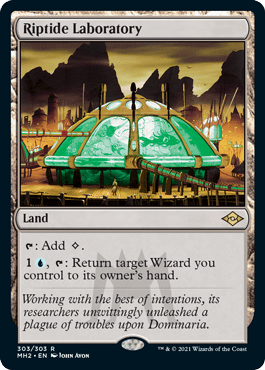 Riptide Laboratory
Land
: Add .
1 , : Return target Wizard you
control to its owner's hand.
Working with the best of intentions, its
researchers unwittingly unleashed a
plague of troubles upon Dominaria.
303/303 R
MH2 • EN JOHN AVON
™ & © 2021 Wizards of the Coast